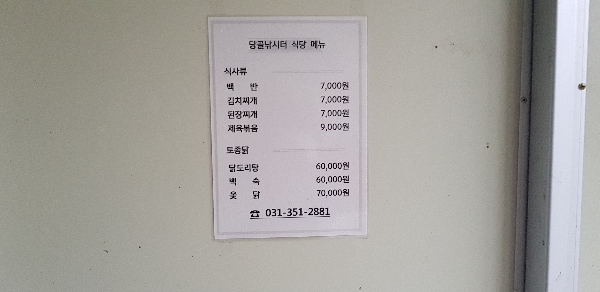 당골낚시터 식당 메뉴
식사류
백 반 7,000원
김치찌개 7,000원
된장찌개 7,000원
제육볶음 9,000원
토종닭
닭도리탕 60,000원
백 숙 60,000원
옻 닭 70,000원
☎ 031-351-2881